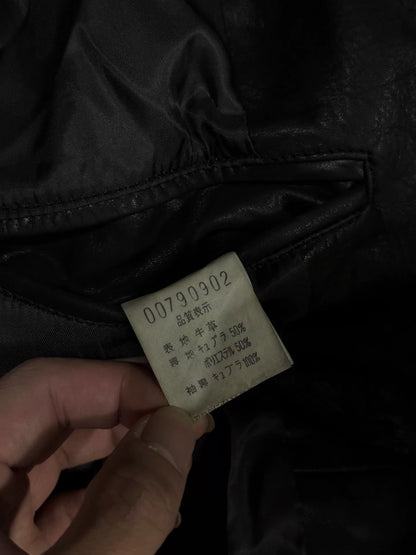 00790902
品質表示
表 地 牛革
裏 地 キュプラ 50%
ポリエステル 50%
袖 裏 キュプラ 100%